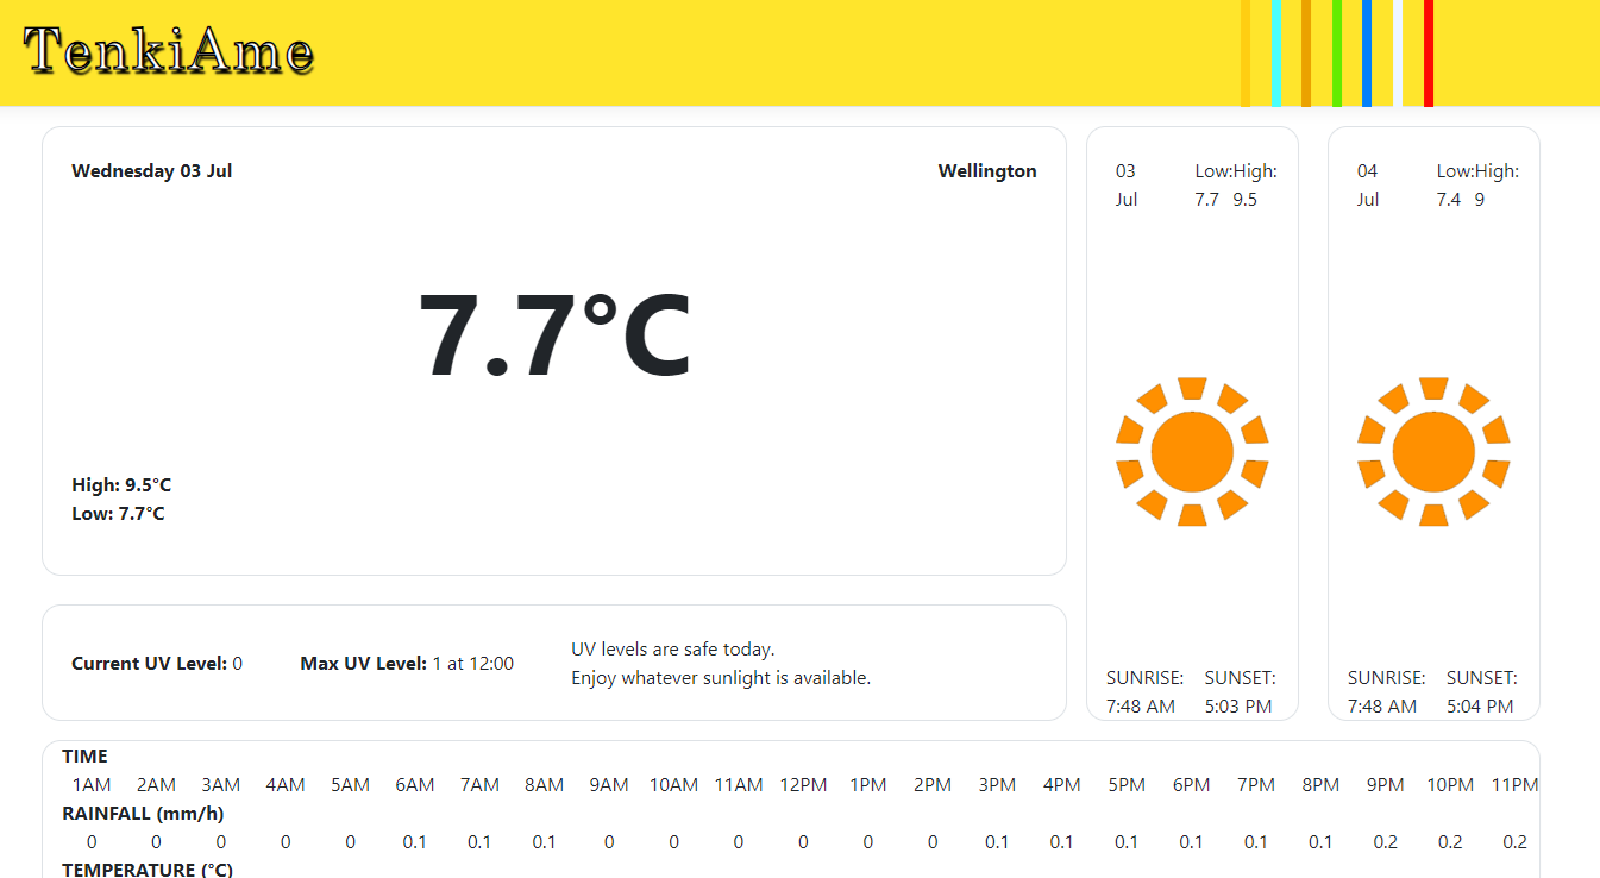 TenkiAme
Wednesday 03 Jul
Wellington
7.7°C
High: 9.5°C
Low: 7.7°C
Current UV Level: 0
Max UV Level: 1 at 12:00
UV levels are safe today.
Enjoy whatever sunlight is available.
03 Low:High:
Jul 7.7 9.5
SUNRISE: SUNSET:
7:48 AM 5:03 PM
04 Low:High:
Jul 7.4 9
SUNRISE: SUNSET:
7:48 AM 5:04 PM
TIME
1AM 2AM 3AM 4AM 5AM 6AM 7AM 8AM 9AM 10AM 11AM 12PM 1PM 2PM 3PM 4PM 5PM 6PM 7PM 8PM 9PM 10PM 11PM
RAINFALL (mm/h)
0 0 0 0 0 0.1 0.1 0.1 0 0 0 0 0 0 0.1 0.1 0.1 0.1 0.1 0.1 0.2 0.2 0.2
TEMPERATURE (°C)